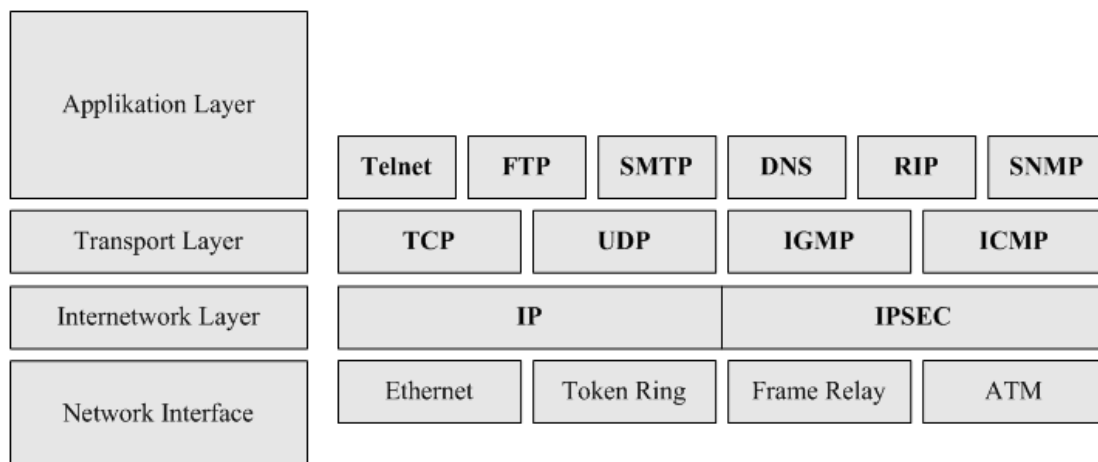 Applikation Layer
Telnet FTP SMTP DNS RIP SNMP
Transport Layer TCP UDP IGMP ICMP
Internetwork Layer IP IPSEC
Network Interface Ethernet Token Ring Frame Relay ATM